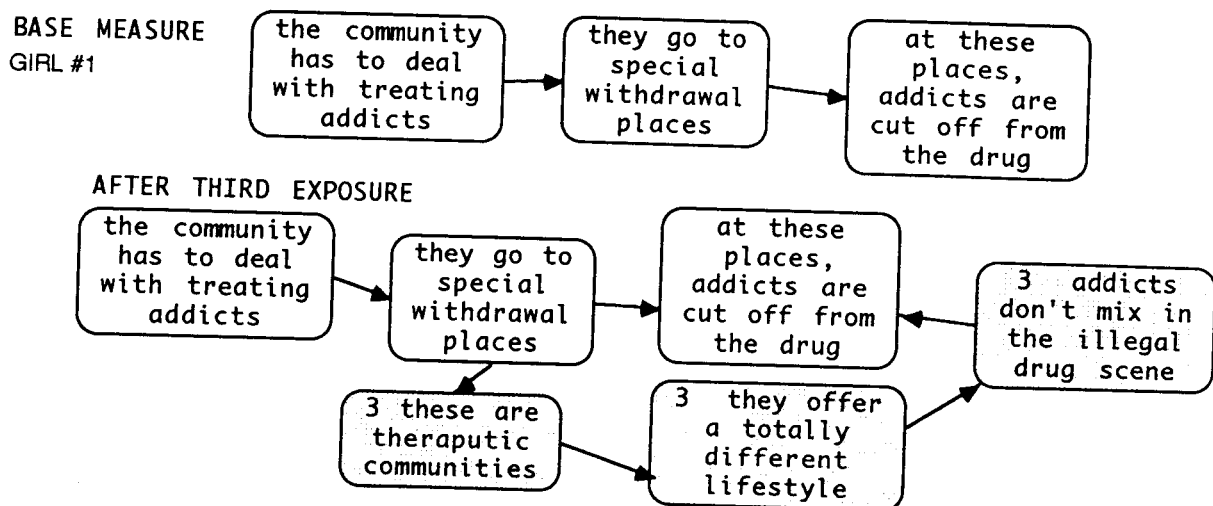 BASE MEASURE
GIRL #1
the community
has to deal
with treating
addicts
they go to
special
withdrawal
places
at these
places,
addicts are
cut off from
the drug
AFTER THIRD EXPOSURE
the community
has to deal
with treating
addicts
they go to
special
withdrawal
places
at these
places,
addicts are
cut off from
the drug
3 addicts
don't mix in
the illegal
drug scene
3 these are
theraputic
communities
3 they offer
a totally
different
lifestyle